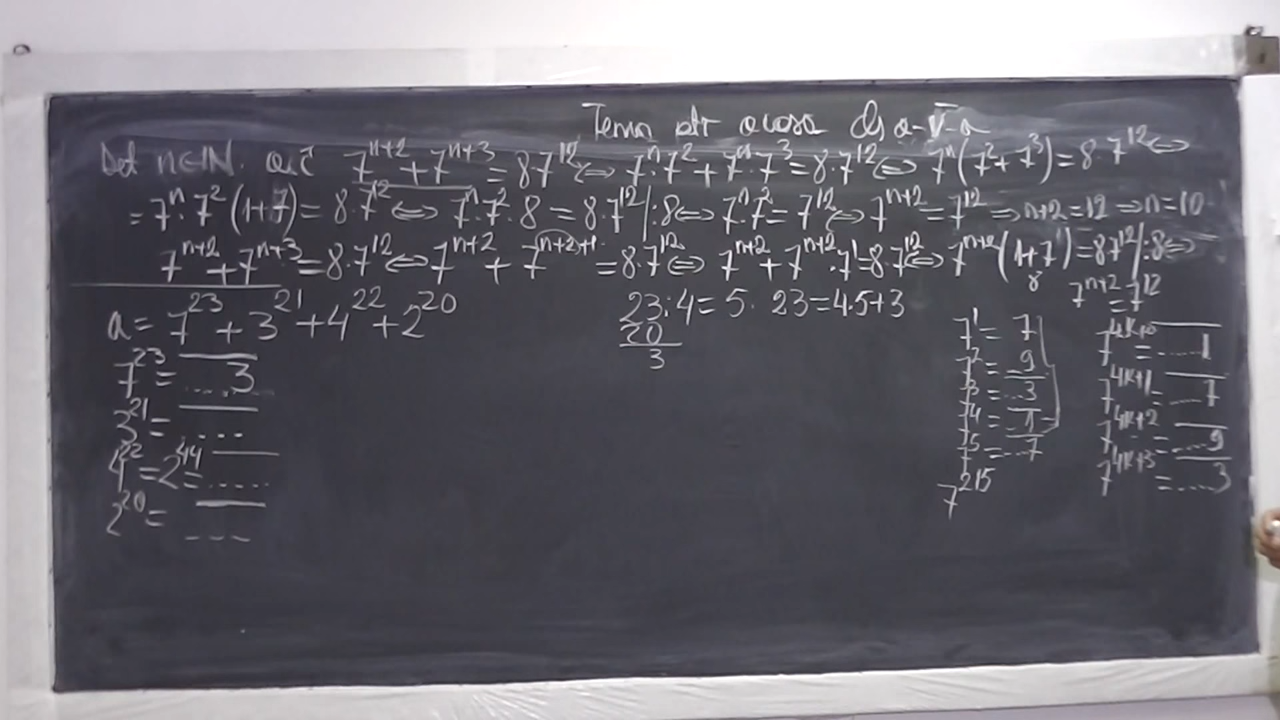 Temă ptr acasă cls a-V-a
Det n∈ℕ. a.î 7^{n+2} + 7^{n+3} = 8·7^{12} ⇔ 7^n·7^2 + 7^n·7^3 = 8·7^{12} ⇔ 7^n(7^2+7^3) = 8·7^{12} ⇔
= 7^n·7^2(1+7) = 8·7^{12} ⇔ 7^n·7^2·8 = 8·7^{12} |:8 ⇔ 7^n·7^2 = 7^{12} ⇔ 7^{n+2} = 7^{12} ⇒ n+2=12 ⇒ n=10
7^{n+2} + 7^{n+3} = 8·7^{12} ⇔ 7^{n+2} + 7^{(n+2)+1} = 8·7^{12} ⇔ 7^{n+2} + 7^{n+2}·7^1 = 8·7^{12} ⇔ 7^{n+2}(1+7^1) = 8·7^{12} |:8 ⇔
8
7^{n+2} = 7^{12}
a = 7^{23} + 3^{21} + 4^{22} + 2^{20}
7^{23} = .....3
3^{21} = ...
4^{22} = 2^{44} = .....
2^{20} = ...
23:4 = 5. 23 = 4·5+3
20
3
7^1 = 7
7^2 = ..9
7^3 = ...3
7^4 = ..1
7^5 = ...7
7^{215}
7^{4k+0} = .....1
7^{4k+1} = .....7
7^{4k+2} = .....9
7^{4k+3} = .....3